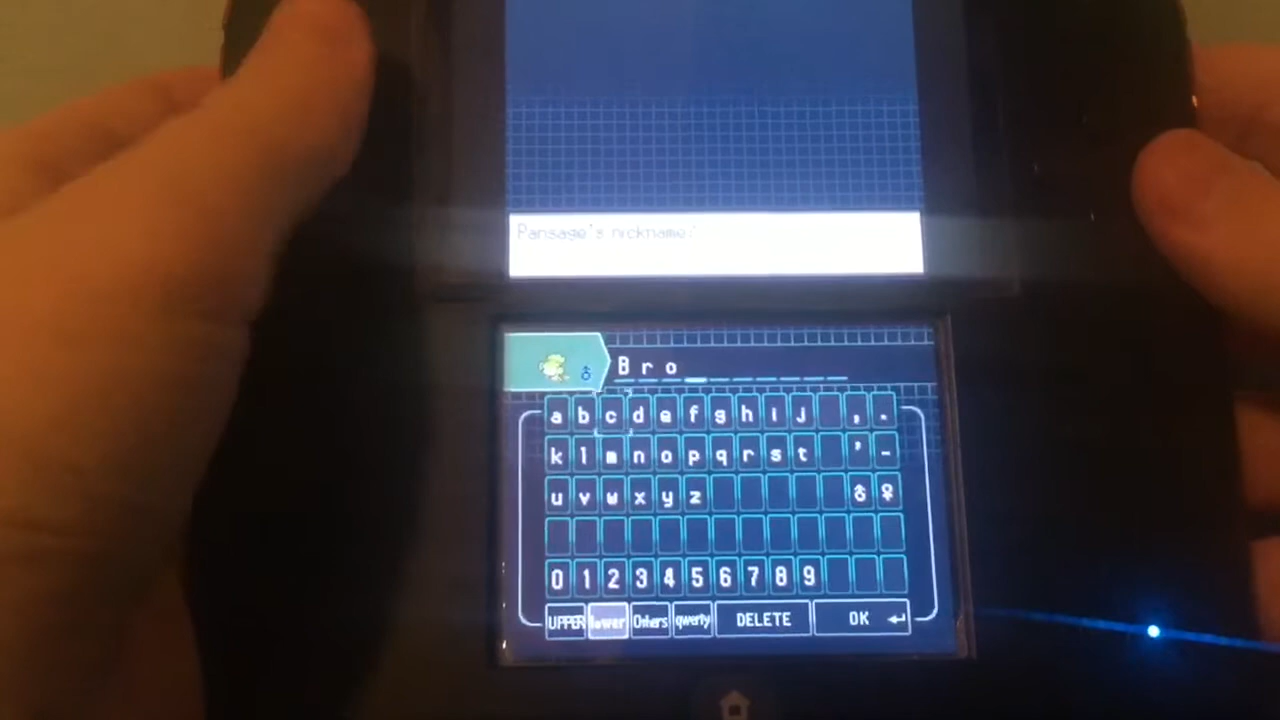 Pansage's nickname:
♂ Bro
a b c d e f g h i j , .
k l m n o p q r s t ' -
u v w x y z ♂ ♀
0 1 2 3 4 5 6 7 8 9
UPPER lower Others qwerty DELETE OK